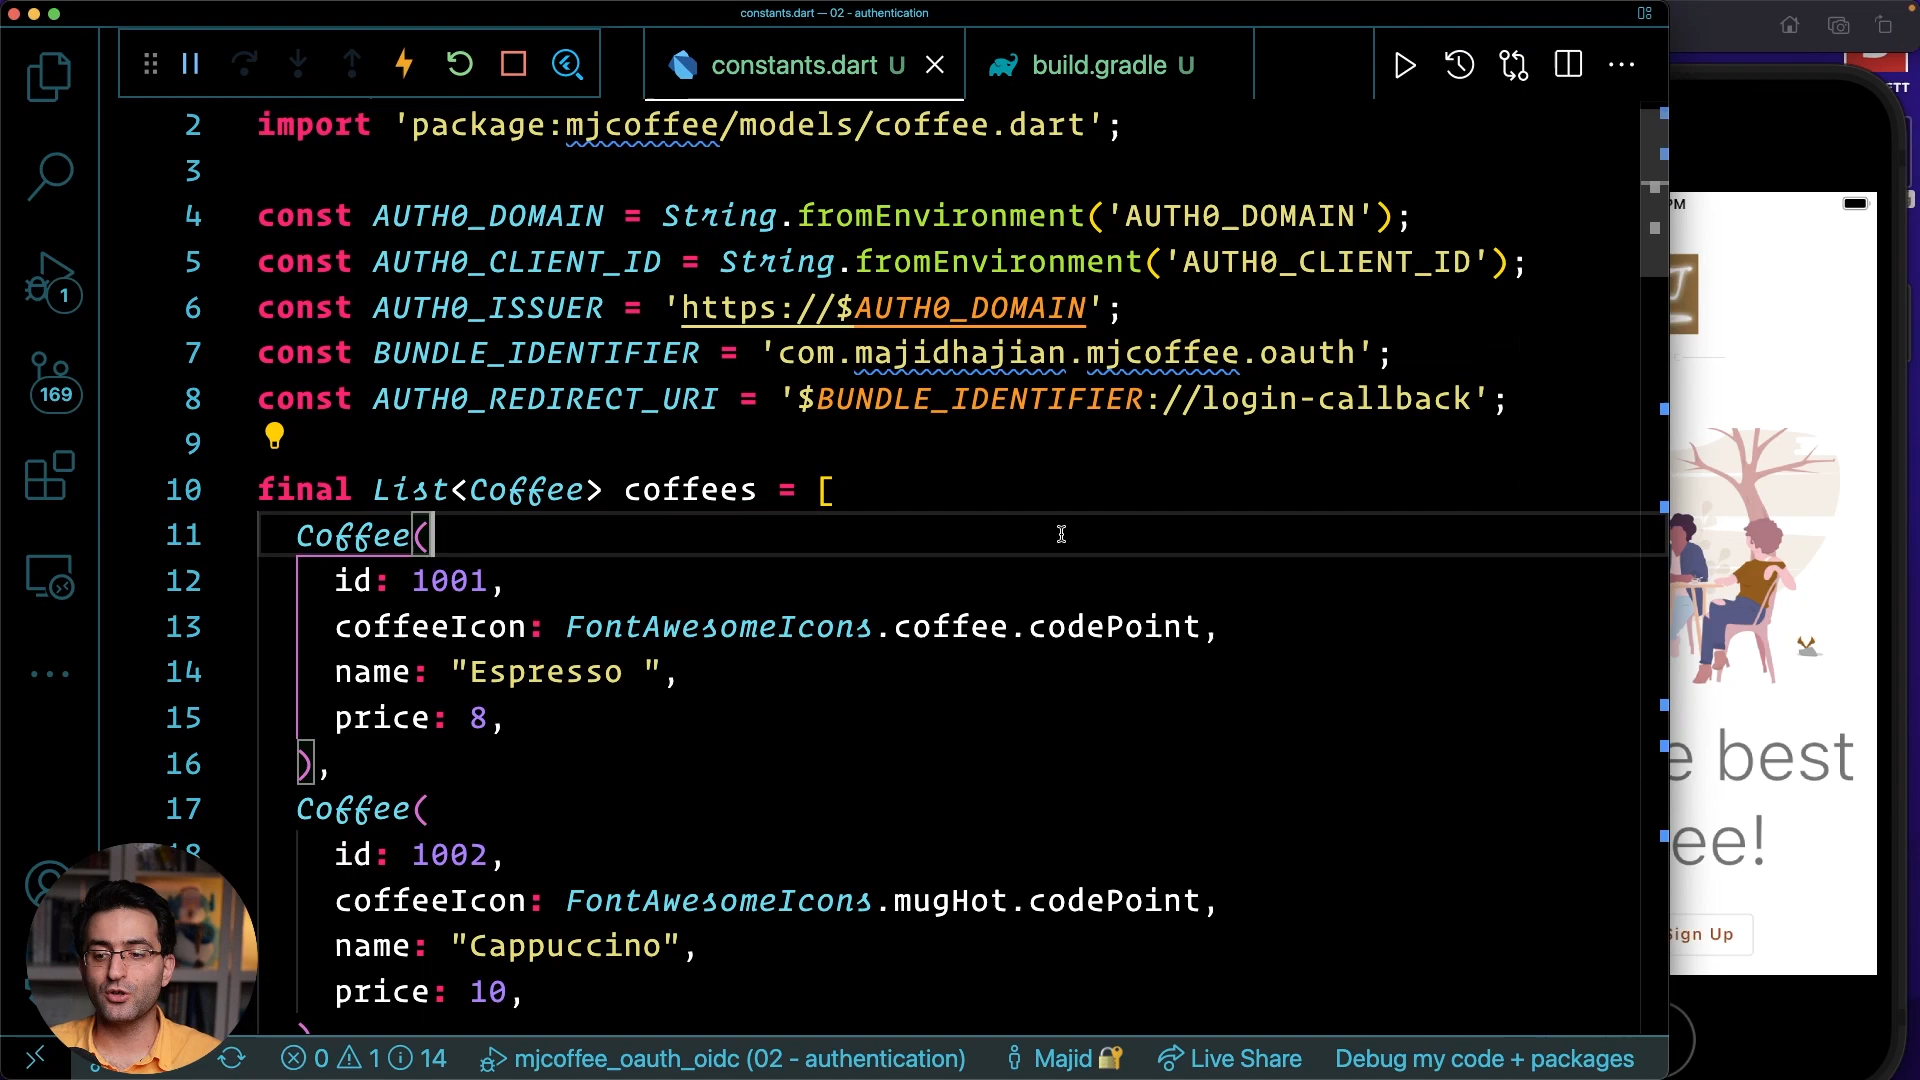 constants.dart — 02 - authentication
constants.dart U
build.gradle U
2 import 'package:mjcoffee/models/coffee.dart';
3
4 const AUTH0_DOMAIN = String.fromEnvironment('AUTH0_DOMAIN');
5 const AUTH0_CLIENT_ID = String.fromEnvironment('AUTH0_CLIENT_ID');
6 const AUTH0_ISSUER = 'https://$AUTH0_DOMAIN';
7 const BUNDLE_IDENTIFIER = 'com.majidhajian.mjcoffee.oauth';
8 const AUTH0_REDIRECT_URI = '$BUNDLE_IDENTIFIER://login-callback';
9
10 final List<Coffee> coffees = [
11 Coffee(
12 id: 1001,
13 coffeeIcon: FontAwesomeIcons.coffee.codePoint,
14 name: "Espresso ",
15 price: 8,
16 ),
17 Coffee(
18 id: 1002,
coffeeIcon: FontAwesomeIcons.mugHot.codePoint,
name: "Cappuccino",
price: 10,
)
1
169
PM
e best
ee!
Sign Up
0 1 14 mjcoffee_oauth_oidc (02 - authentication) Majid Live Share Debug my code + packages